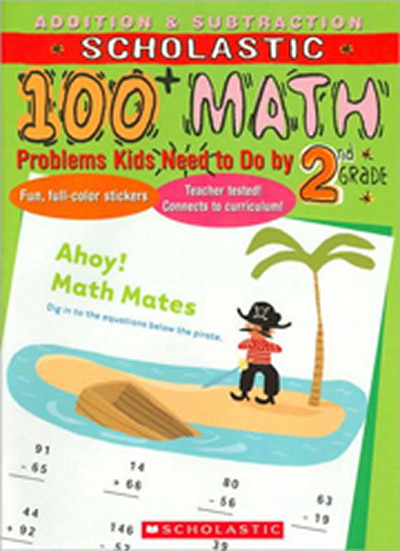 ADDITION & SUBTRACTION
SCHOLASTIC
100+ MATH
Problems Kids Need to Do by 2nd GRADE
Fun, full-color stickers
Teacher tested!
Connects to curriculum!
Ahoy!
Math Mates
Dig in to the equations below the pirate.
91
- 65
14
+ 66
80
- 56
63
- 19
44
+ 92
146
- 52
39
SCHOLASTIC